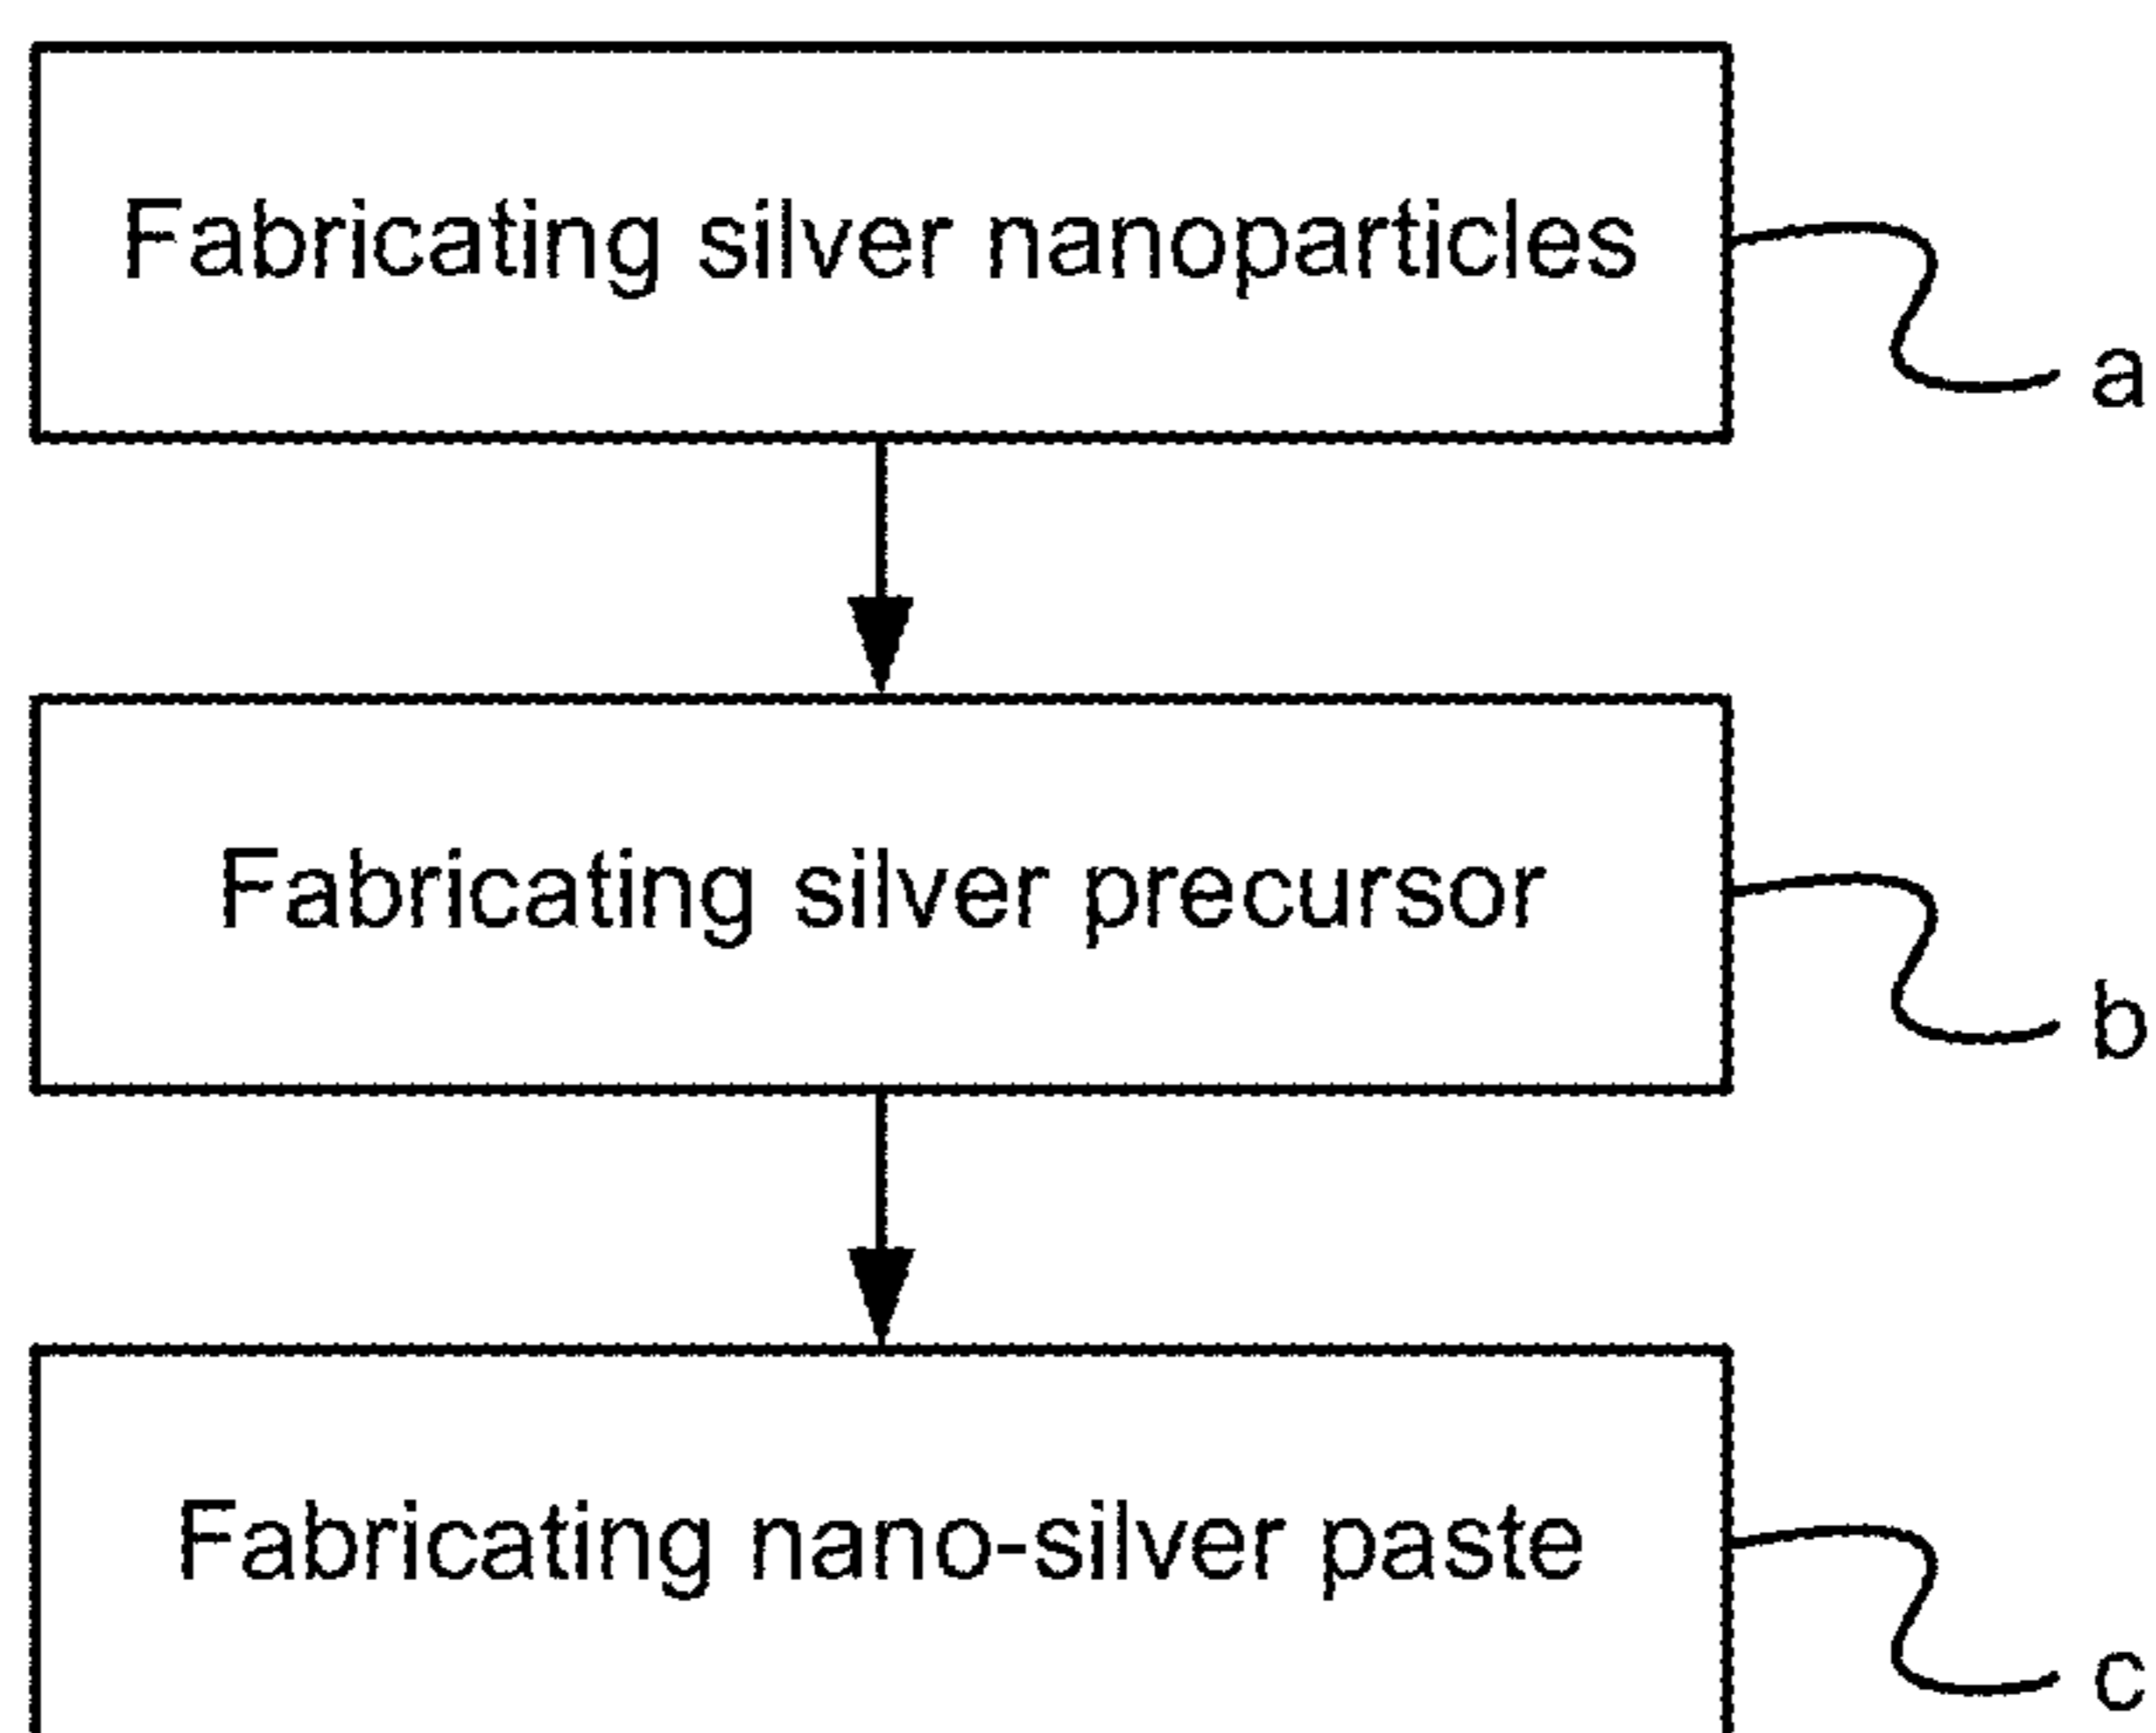 Fabricating silver nanoparticles
a
Fabricating silver precursor
b
Fabricating nano-silver paste
c